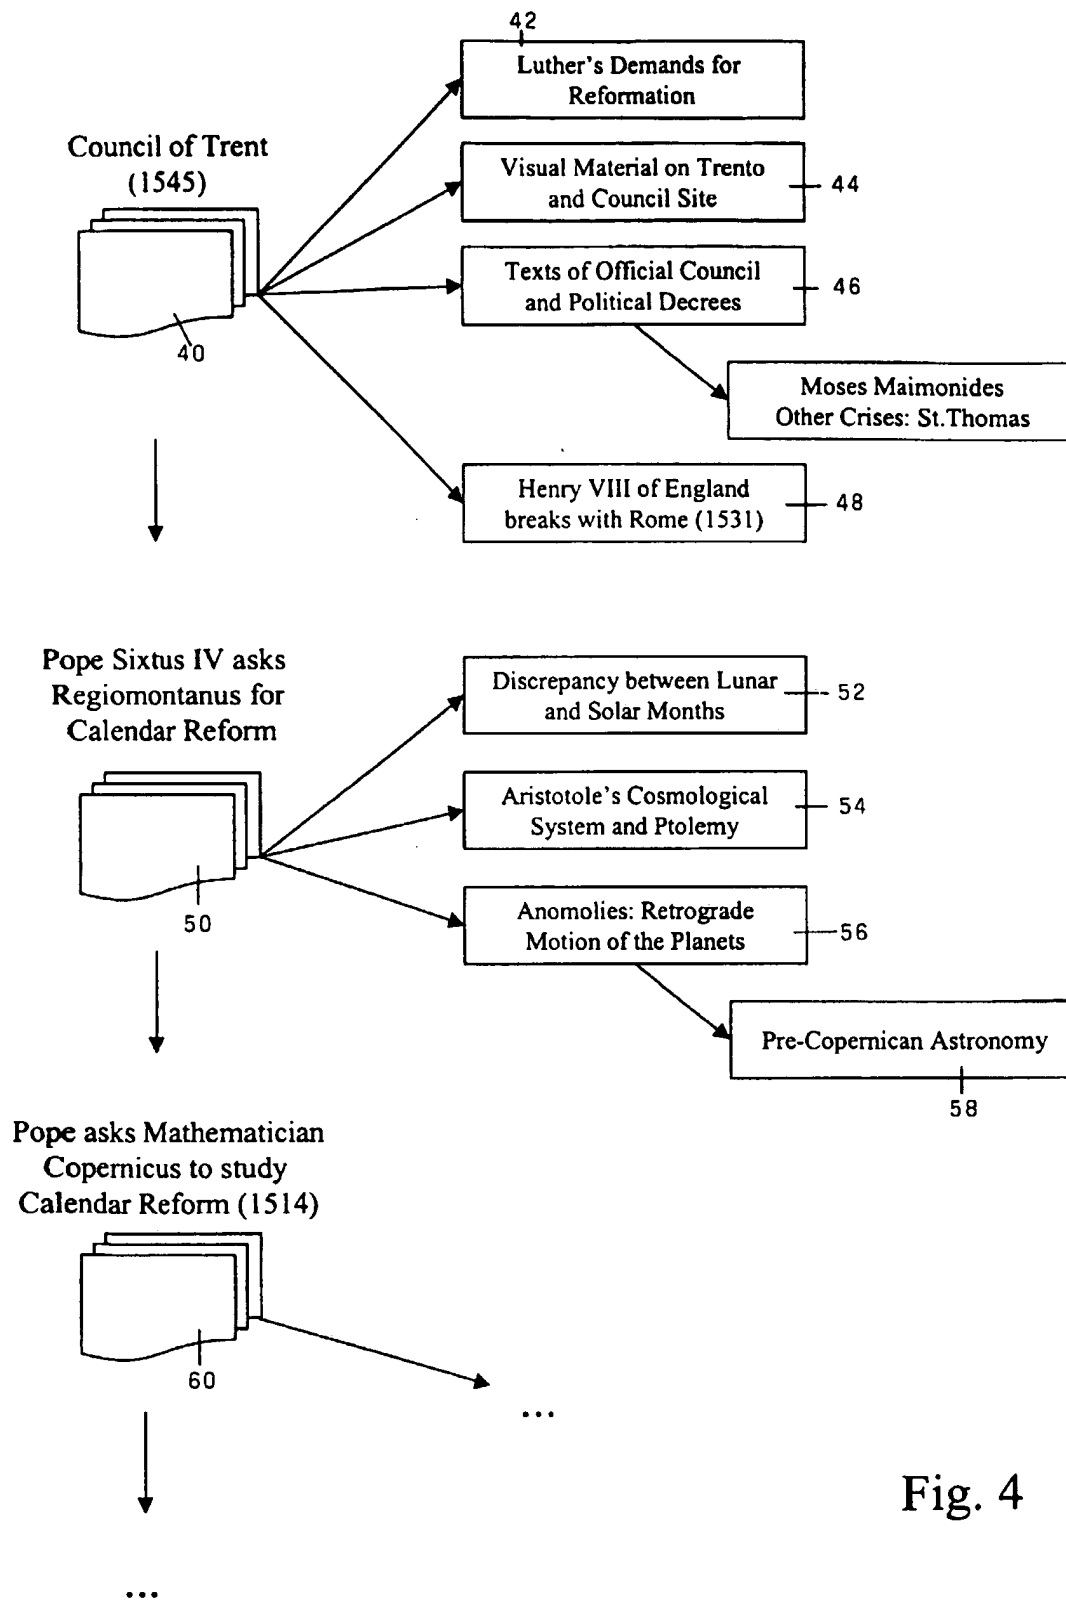 42
Luther's Demands for
Reformation
Council of Trent
(1545)
Visual Material on Trento
and Council Site
44
Texts of Official Council
and Political Decrees
46
40
Moses Maimonides
Other Crises: St.Thomas
Henry VIII of England
breaks with Rome (1531)
48
Pope Sixtus IV asks
Regiomontanus for
Calendar Reform
Discrepancy between Lunar
and Solar Months
52
Aristotole's Cosmological
System and Ptolemy
54
50
Anomolies: Retrograde
Motion of the Planets
56
Pre-Copernican Astronomy
58
Pope asks Mathematician
Copernicus to study
Calendar Reform (1514)
60
...
Fig. 4
...